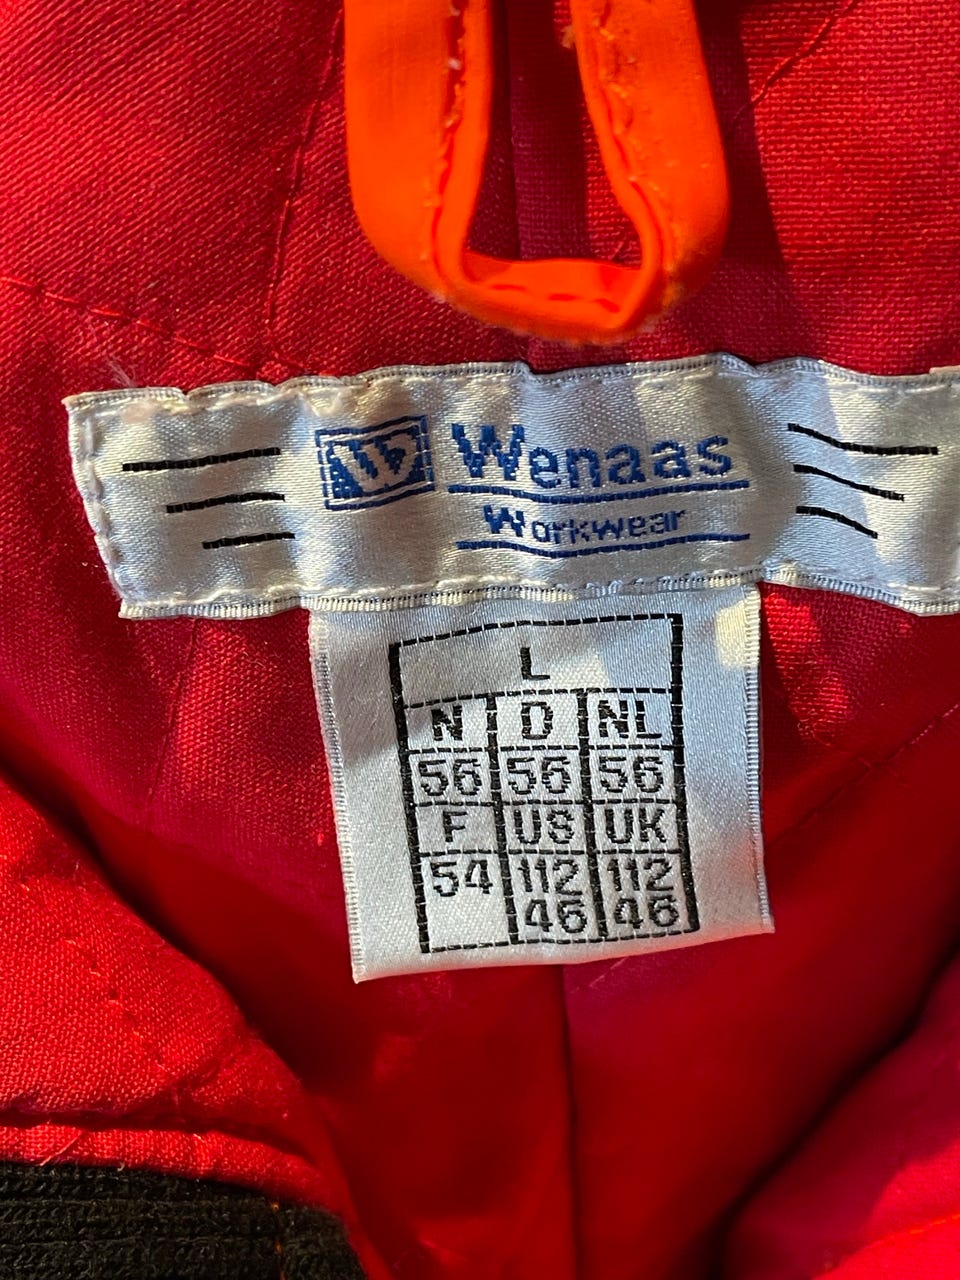 W Wenaas
Workwear
L
N D NL
56 56 56
F US UK
54 112 112
46 46